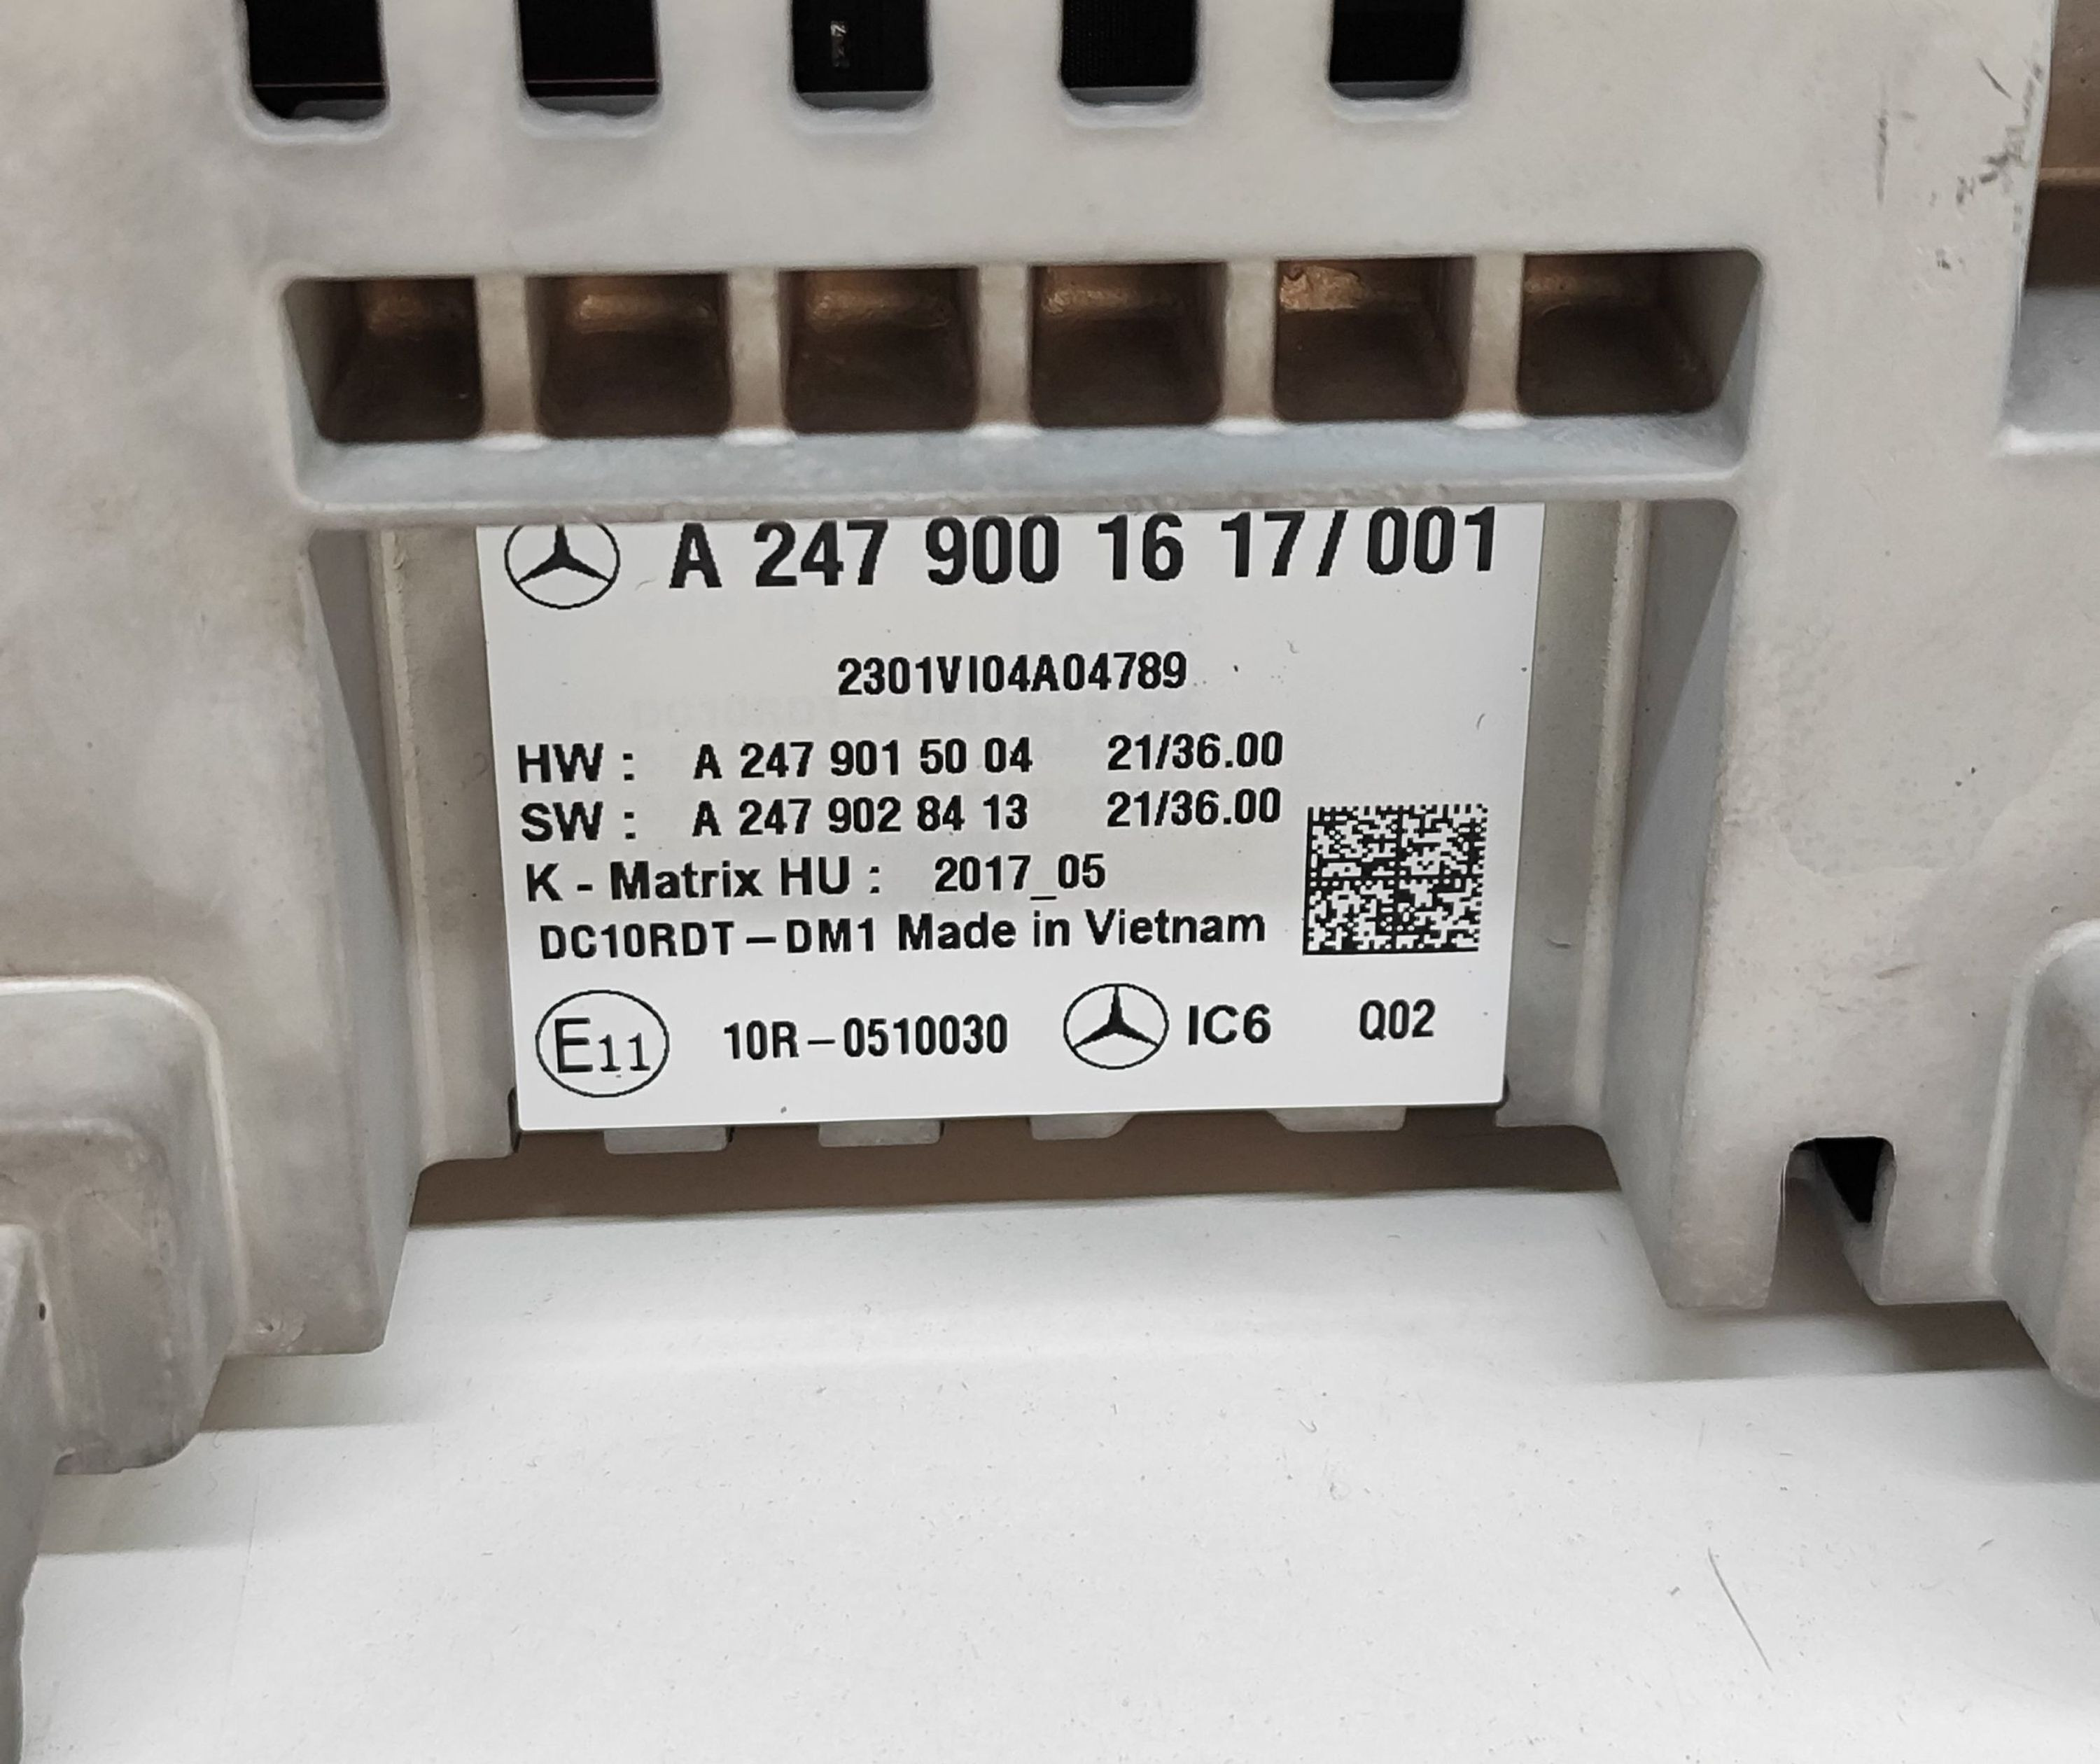 A 247 900 16 17/001
2301VI04A04789
HW : A 247 901 50 04 21/36.00
SW : A 247 902 84 13 21/36.00
K - Matrix HU : 2017_05
DC10RDT-DM1 Made in Vietnam
E11 10R-0510030 IC6 Q02